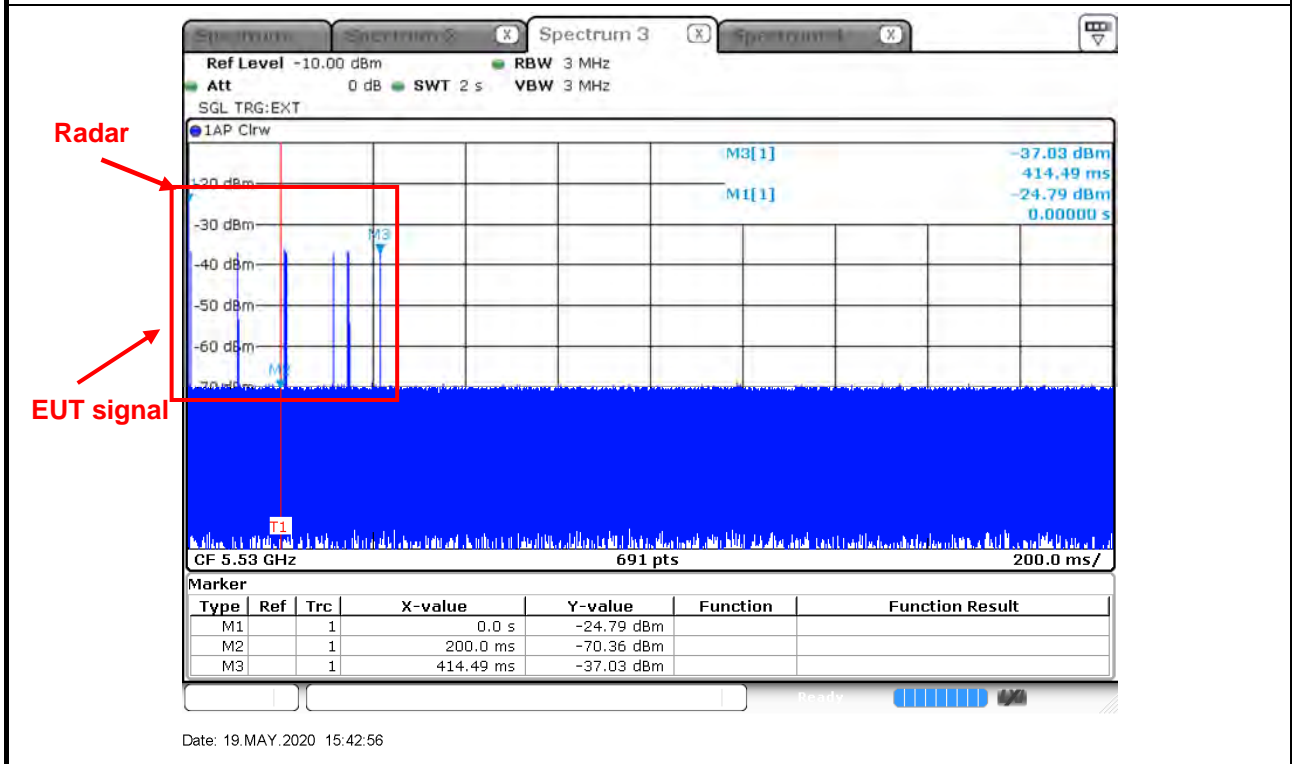 Spectrum 3
Ref Level -10.00 dBm RBW 3 MHz
Att 0 dB SWT 2 s VBW 3 MHz
SGL TRG:EXT
1AP Clrw
Radar
M3[1] -37.03 dBm
414.49 ms
M1[1] -24.79 dBm
0.00000 s
-20 dBm
-30 dBm
M3
-40 dBm
-50 dBm
-60 dBm
-70 dBm
EUT signal
T1
CF 5.53 GHz 691 pts 200.0 ms/
Marker
Type Ref Trc X-value Y-value Function Function Result
M1 1 0.0 s -24.79 dBm
M2 1 200.0 ms -70.36 dBm
M3 1 414.49 ms -37.03 dBm
Ready
Date: 19.MAY.2020 15:42:56